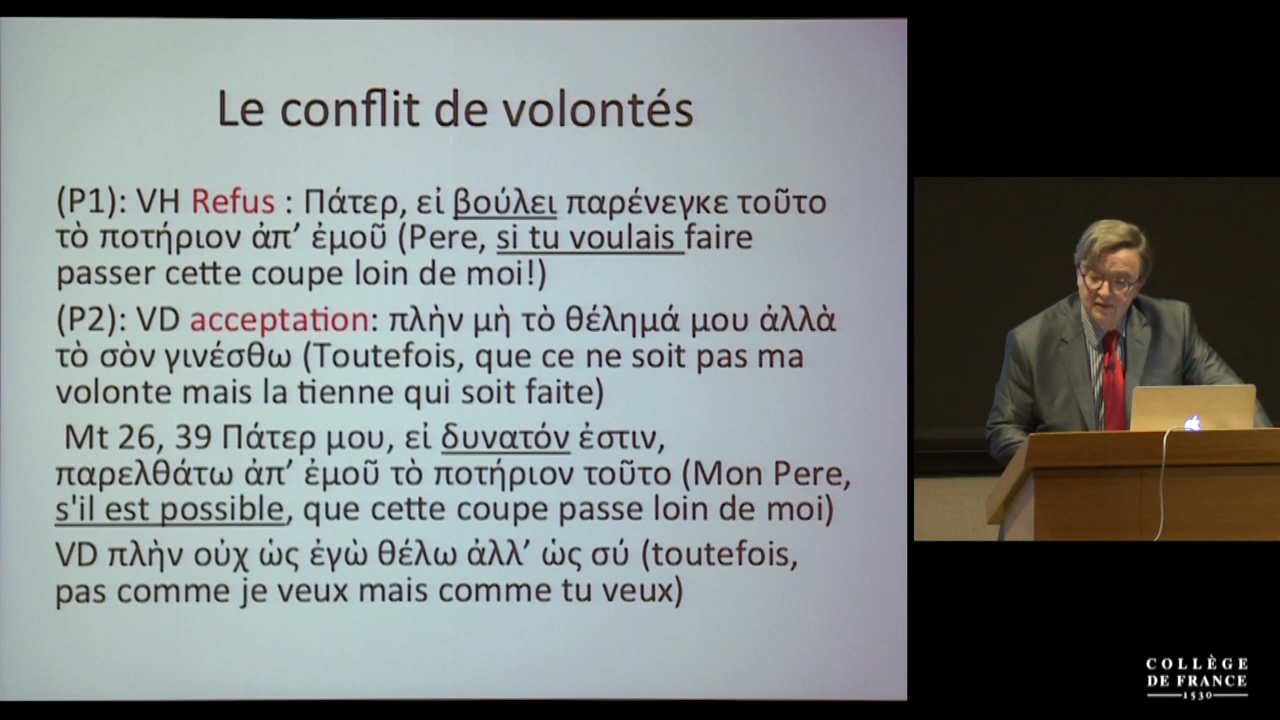 Le conflit de volontés
(P1): VH Refus : Πάτερ, εἰ βούλει παρένεγκε τοῦτο
τὸ ποτήριον ἀπ’ ἐμοῦ (Pere, si tu voulais faire
passer cette coupe loin de moi!)
(P2): VD acceptation: πλὴν μὴ τὸ θέλημά μου ἀλλὰ
τὸ σὸν γινέσθω (Toutefois, que ce ne soit pas ma
volonte mais la tienne qui soit faite)
Mt 26, 39 Πάτερ μου, εἰ δυνατόν ἐστιν,
παρελθάτω ἀπ’ ἐμοῦ τὸ ποτήριον τοῦτο (Mon Pere,
s'il est possible, que cette coupe passe loin de moi)
VD πλὴν οὐχ ὡς ἐγὼ θέλω ἀλλ’ ὡς σύ (toutefois,
pas comme je veux mais comme tu veux)
COLLÈGE
DE FRANCE
1530